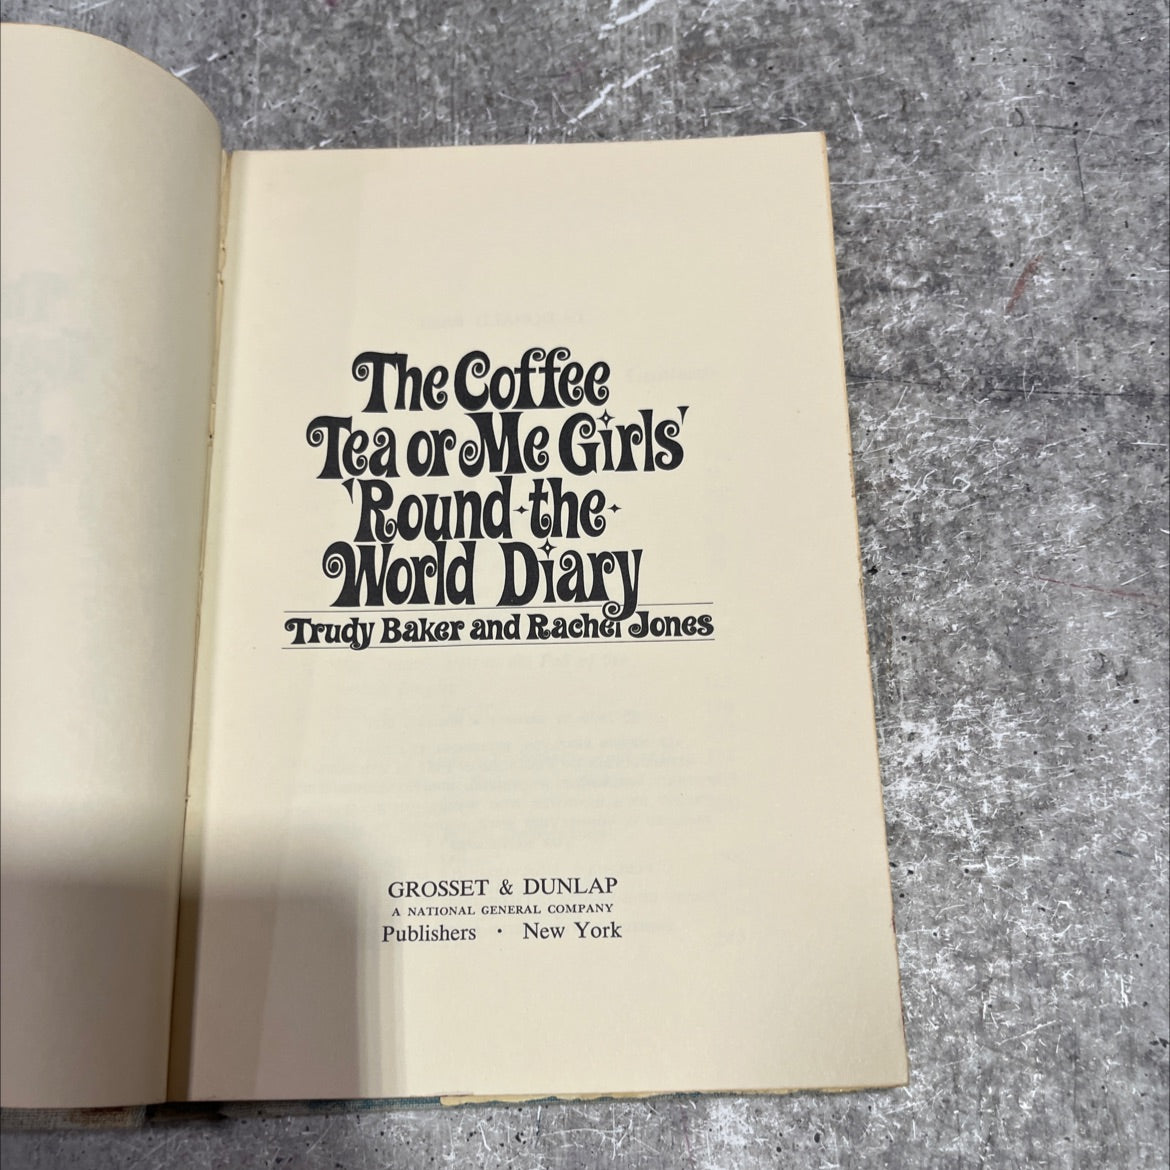 The Coffee
Tea or Me Girls'
'Round-the-
World Diary
Trudy Baker and Rachel Jones
GROSSET & DUNLAP
A NATIONAL GENERAL COMPANY
Publishers • New York